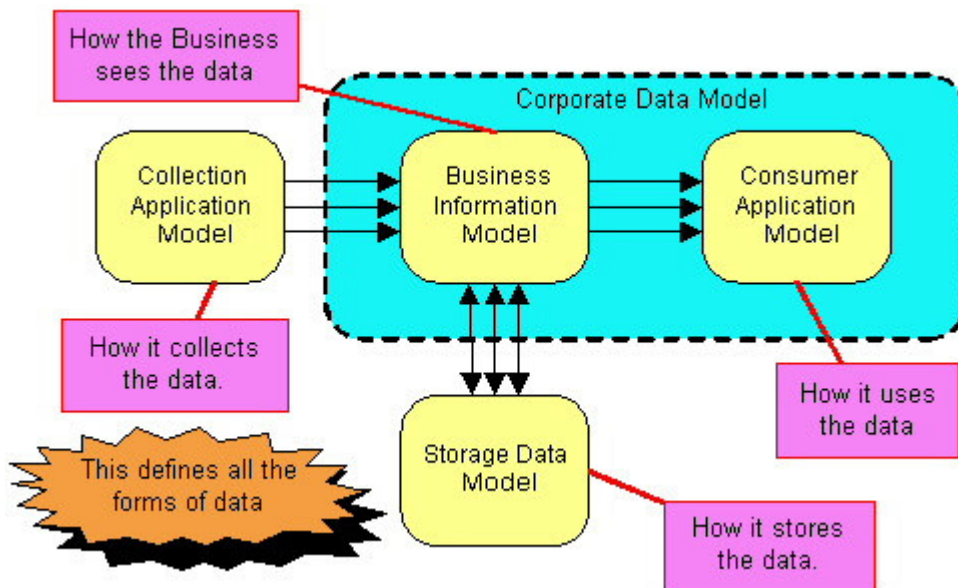 How the Business
sees the data
Corporate Data Model
Collection
Application
Model
Business
Information
Model
Consumer
Application
Model
How it collects
the data.
How it uses
the data
This defines all the
forms of data
Storage Data
Model
How it stores
the data.